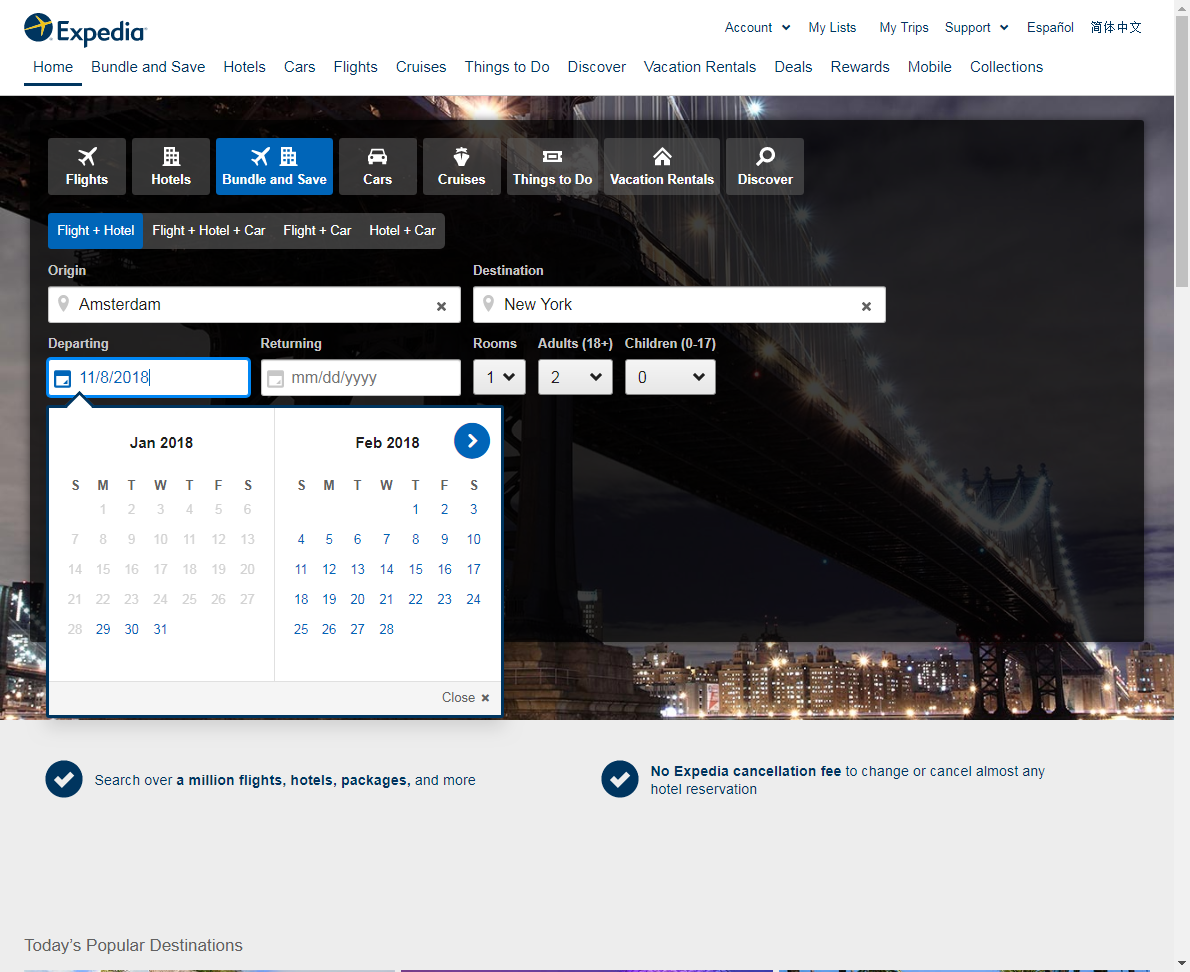 Expedia
Account My Lists My Trips Support Español 简体中文
Home Bundle and Save Hotels Cars Flights Cruises Things to Do Discover Vacation Rentals Deals Rewards Mobile Collections
Flights Hotels Bundle and Save Cars Cruises Things to Do Vacation Rentals Discover
Flight + Hotel Flight + Hotel + Car Flight + Car Hotel + Car
Origin Destination
Amsterdam New York
Departing Returning Rooms Adults (18+) Children (0-17)
11/8/2018 mm/dd/yyyy 1 2 0
Jan 2018 Feb 2018
S M T W T F S S M T W T F S
1 2 3 4 5 6 1 2 3
7 8 9 10 11 12 13 4 5 6 7 8 9 10
14 15 16 17 18 19 20 11 12 13 14 15 16 17
21 22 23 24 25 26 27 18 19 20 21 22 23 24
28 29 30 31 25 26 27 28
Close
Search over a million flights, hotels, packages, and more
No Expedia cancellation fee to change or cancel almost any
hotel reservation
Today's Popular Destinations